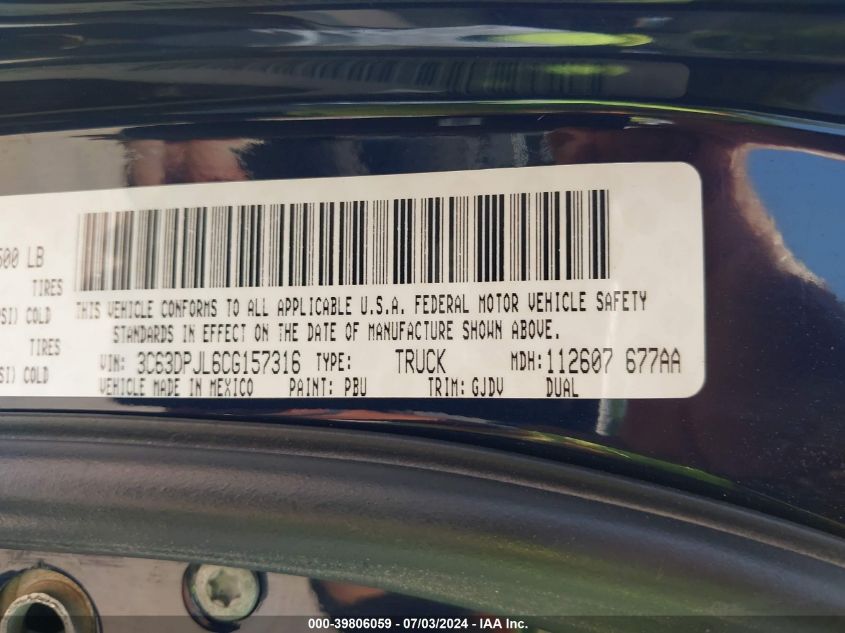 500 LB
TIRES
PSI) COLD
SI) COLD
THIS VEHICLE CONFORMS TO ALL APPLICABLE U.S.A. FEDERAL MOTOR VEHICLE SAFETY
STANDARDS IN EFFECT ON THE DATE OF MANUFACTURE SHOWN ABOVE.
VIN: 3C63DPJL6CG157316 TYPE: TRUCK MDH:112607 677AA
VEHICLE MADE IN MEXICO PAINT: PBU TRIM: GJDV DUAL
000-39806059 - 07/03/2024 - IAA Inc.